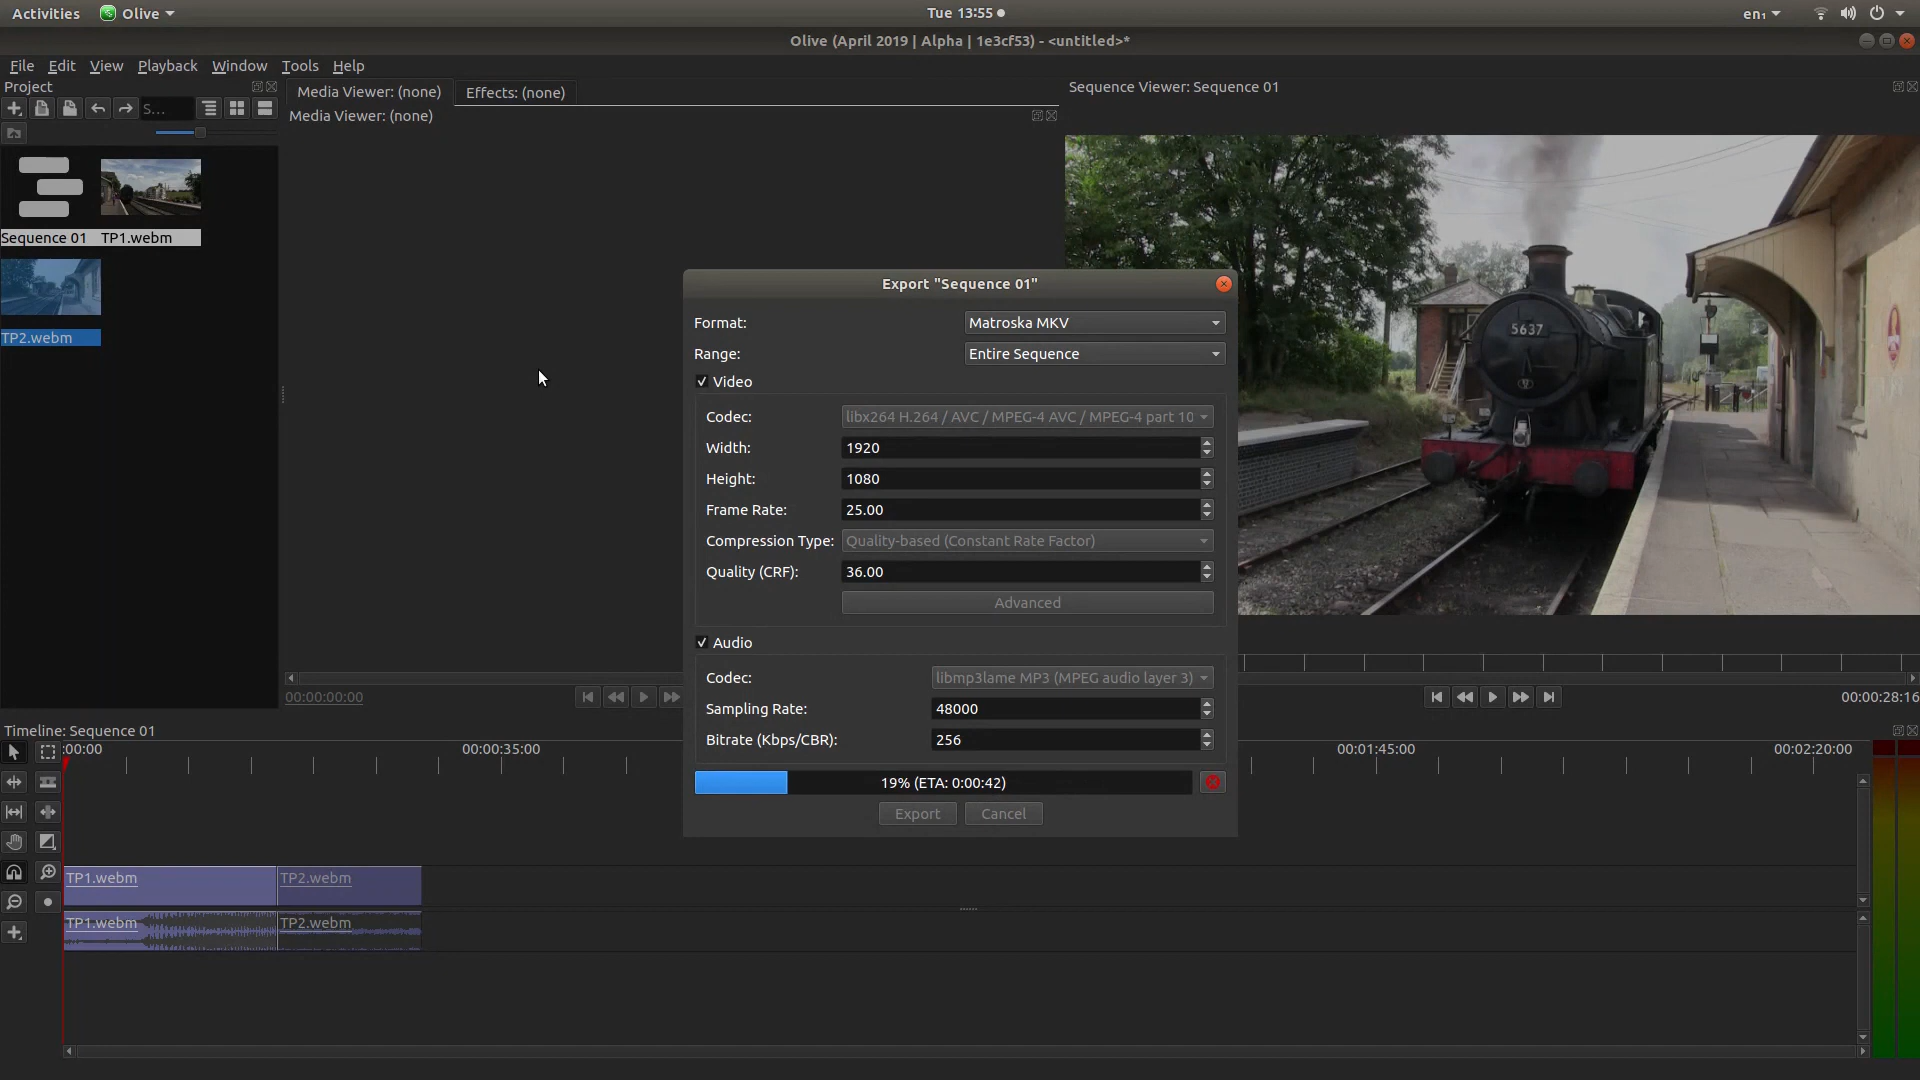 Activities Olive Tue 13:55 en₁
Olive (April 2019 | Alpha | 1e3cf53) - <untitled>*
File Edit View Playback Window Tools Help
Project
S...
Sequence 01 TP1.webm
TP2.webm
Media Viewer: (none) Effects: (none)
Media Viewer: (none)
00:00:00:00
Sequence Viewer: Sequence 01
5637
00:00:28:16
Export "Sequence 01"
Format: Matroska MKV
Range: Entire Sequence
Video
Codec: libx264 H.264 / AVC / MPEG-4 AVC / MPEG-4 part 10
Width: 1920
Height: 1080
Frame Rate: 25.00
Compression Type: Quality-based (Constant Rate Factor)
Quality (CRF): 36.00
Advanced
Audio
Codec: libmp3lame MP3 (MPEG audio layer 3)
Sampling Rate: 48000
Bitrate (Kbps/CBR): 256
19% (ETA: 0:00:42)
Export Cancel
Timeline: Sequence 01
:00:00 00:00:35:00 00:01:45:00 00:02:20:00
TP1.webm TP2.webm
TP1.webm TP2.webm